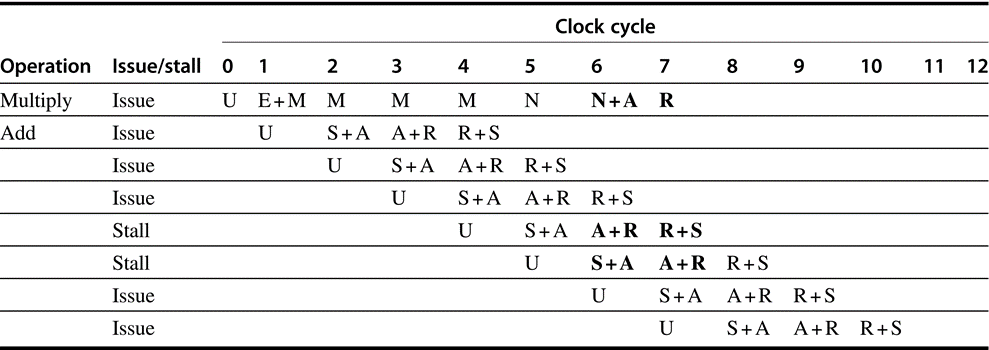 Clock cycle
Operation Issue/stall 0 1 2 3 4 5 6 7 8 9 10 11 12
Multiply Issue U E+M M M M N N+A R
Add Issue U S+A A+R R+S
Issue U S+A A+R R+S
Issue U S+A A+R R+S
Stall U S+A A+R R+S
Stall U S+A A+R R+S
Issue U S+A A+R R+S
Issue U S+A A+R R+S